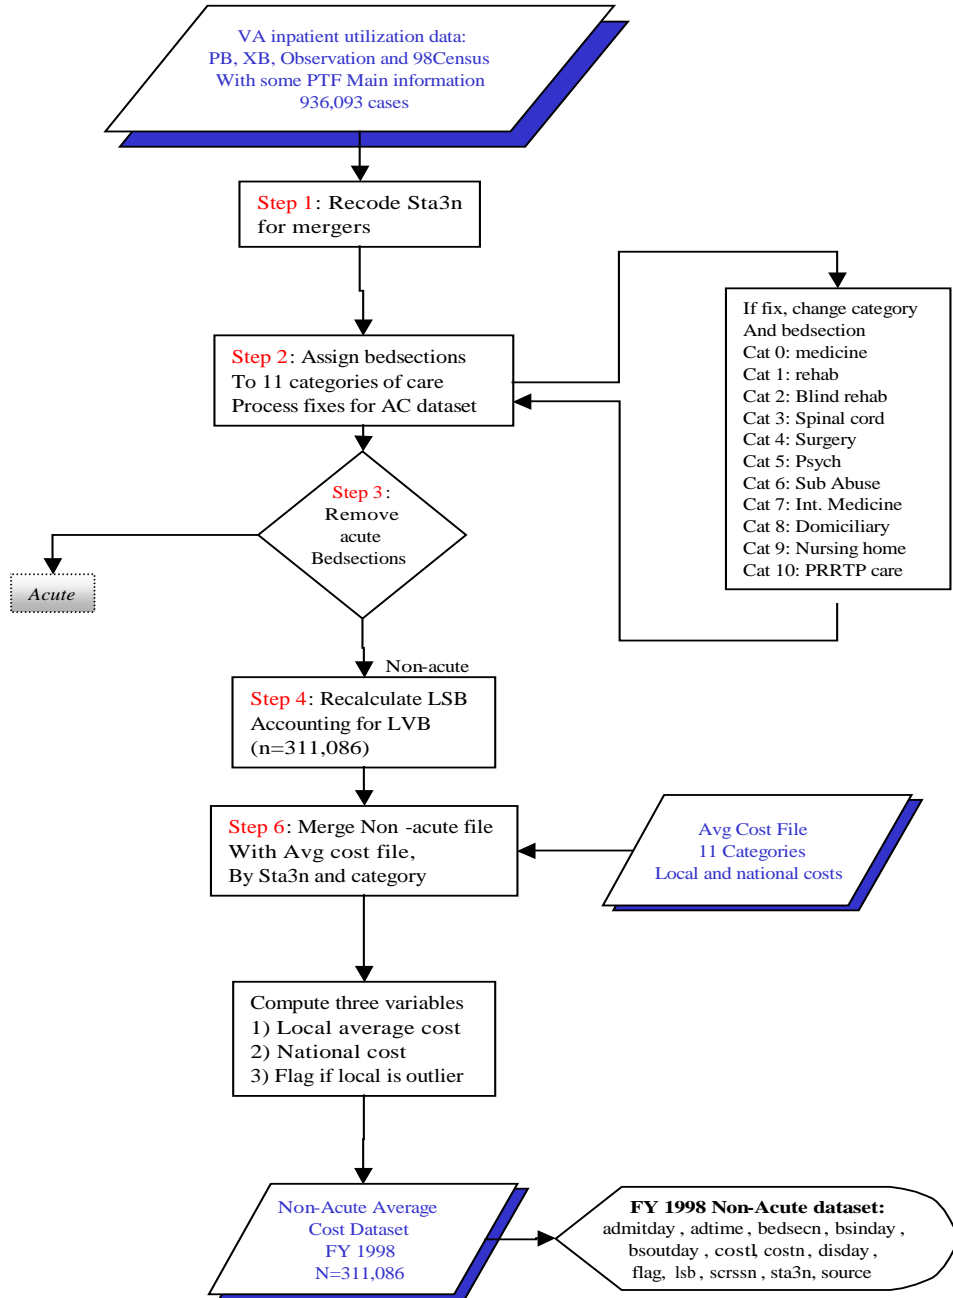 VA inpatient utilization data:
PB, XB, Observation and 98Census
With some PTF Main information
936,093 cases
Step 1: Recode Sta3n
for mergers
Step 2: Assign bedsections
To 11 categories of care
Process fixes for AC dataset
If fix, change category
And bedsection
Cat 0: medicine
Cat 1: rehab
Cat 2: Blind rehab
Cat 3: Spinal cord
Cat 4: Surgery
Cat 5: Psych
Cat 6: Sub Abuse
Cat 7: Int. Medicine
Cat 8: Domiciliary
Cat 9: Nursing home
Cat 10: PRRTP care
Step 3:
Remove
acute
Bedsections
Acute
Non-acute
Step 4: Recalculate LSB
Accounting for LVB
(n=311,086)
Step 6: Merge Non -acute file
With Avg cost file,
By Sta3n and category
Avg Cost File
11 Categories
Local and national costs
Compute three variables
1) Local average cost
2) National cost
3) Flag if local is outlier
Non-Acute Average
Cost Dataset
FY 1998
N=311,086
FY 1998 Non-Acute dataset:
admitday , adtime , bedsecn , bsinday ,
bsoutday , costl, costn , disday ,
flag, lsb , scrssn , sta3n, source